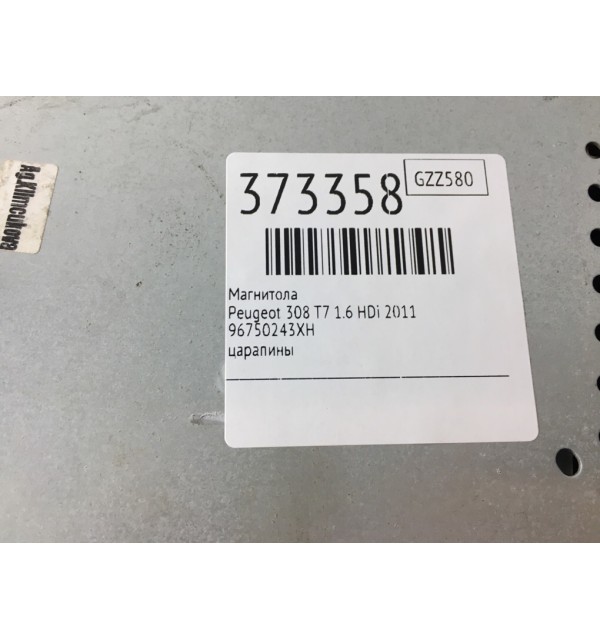 373358
GZZ580
Магнитола
Peugeot 308 T7 1.6 HDi 2011
96750243XH
царапины